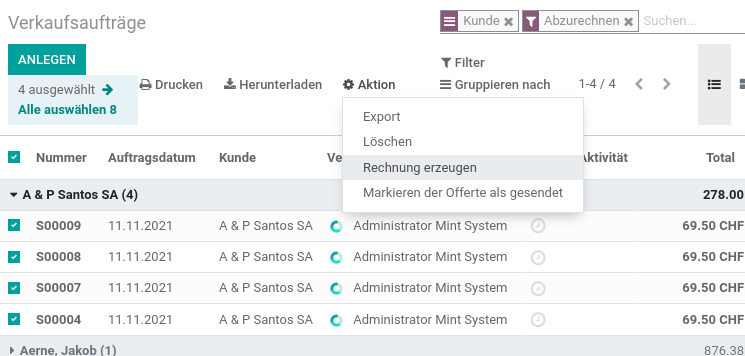 Verkaufsaufträge
Kunde Abzurechnen Suchen...
ANLEGEN
4 ausgewählt
Alle auswählen 8
Drucken Herunterladen Aktion
Filter
Gruppieren nach 1-4 / 4
Export
Löschen
Rechnung erzeugen
Markieren der Offerte als gesendet
Nummer Auftragsdatum Kunde Ve Aktivität Total
A & P Santos SA (4) 278.00
S00009 11.11.2021 A & P Santos SA Administrator Mint System 69.50 CHF
S00008 11.11.2021 A & P Santos SA Administrator Mint System 69.50 CHF
S00007 11.11.2021 A & P Santos SA Administrator Mint System 69.50 CHF
S00004 11.11.2021 A & P Santos SA Administrator Mint System 69.50 CHF
Aerne, Jakob (1) 876.38